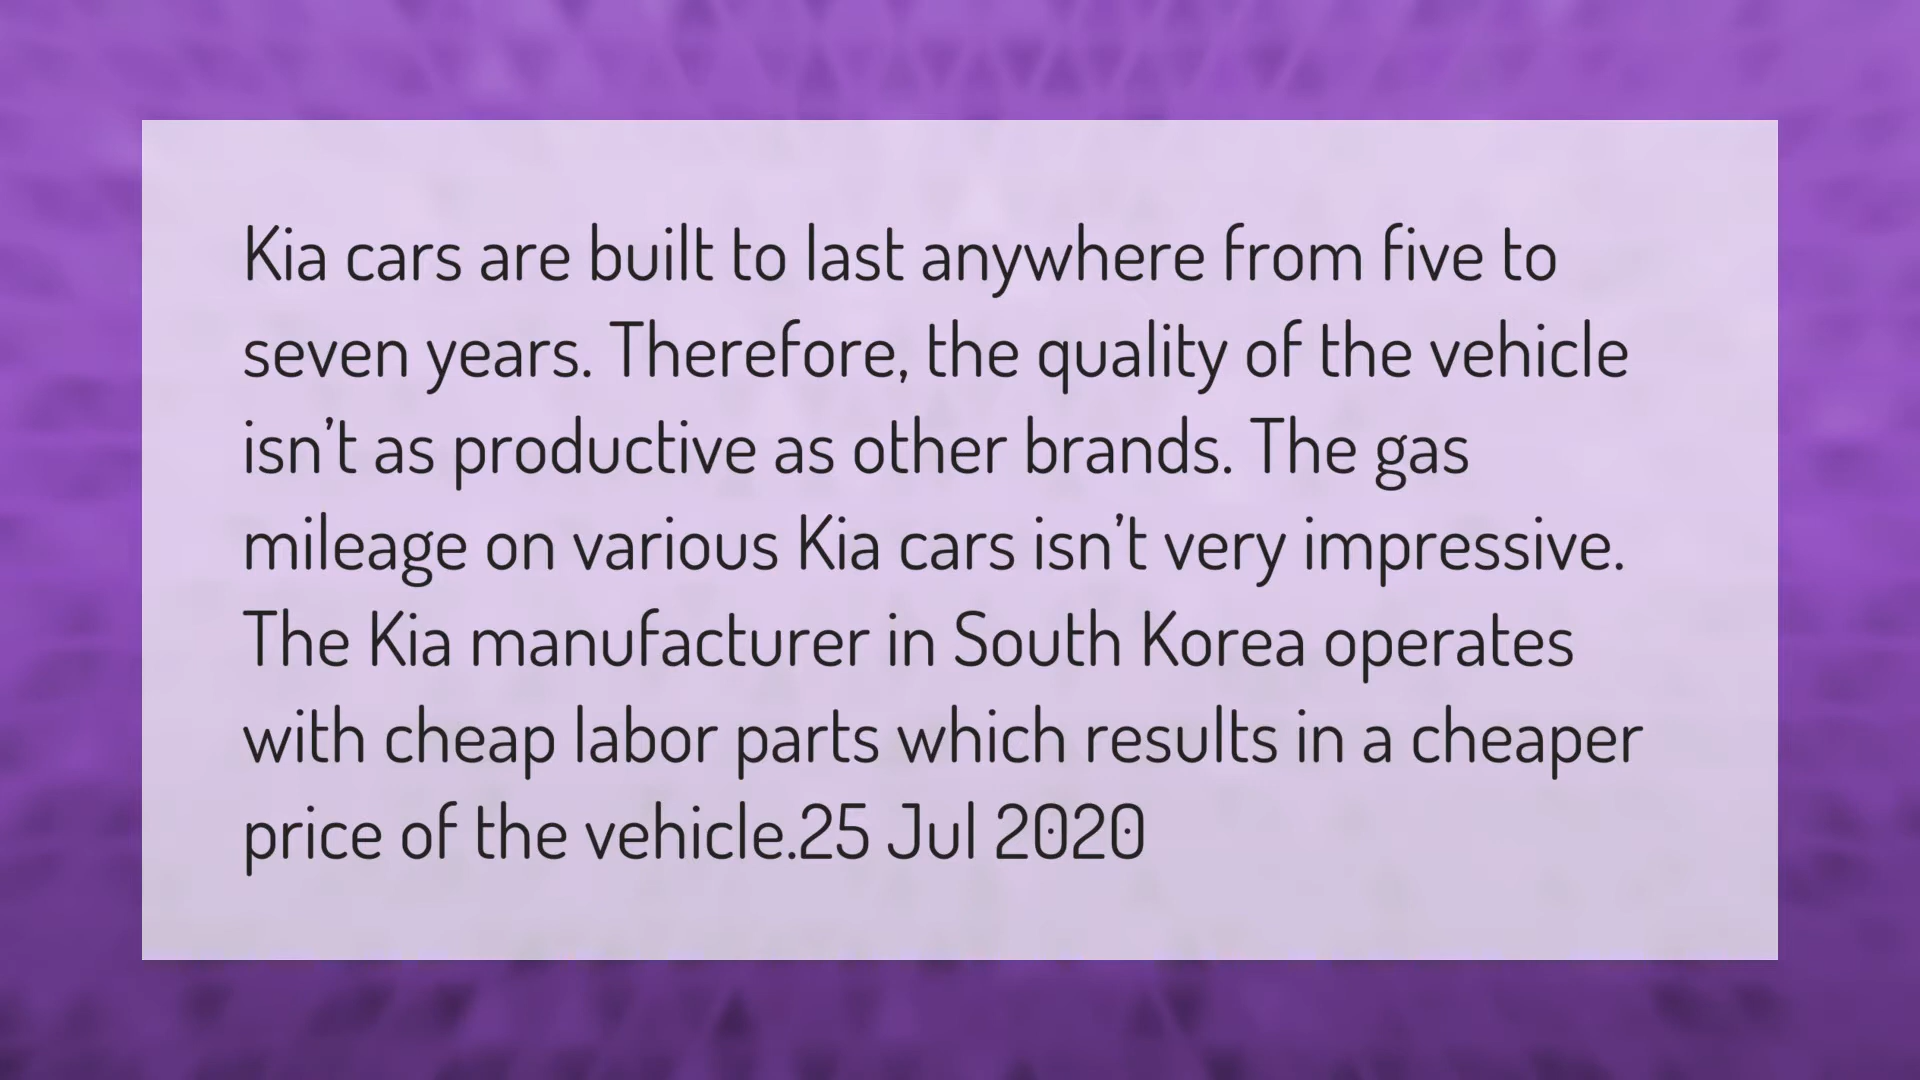 Kia cars are built to last anywhere from five to
seven years. Therefore, the quality of the vehicle
isn't as productive as other brands. The gas
mileage on various Kia cars isn't very impressive.
The Kia manufacturer in South Korea operates
with cheap labor parts which results in a cheaper
price of the vehicle.25 Jul 2020